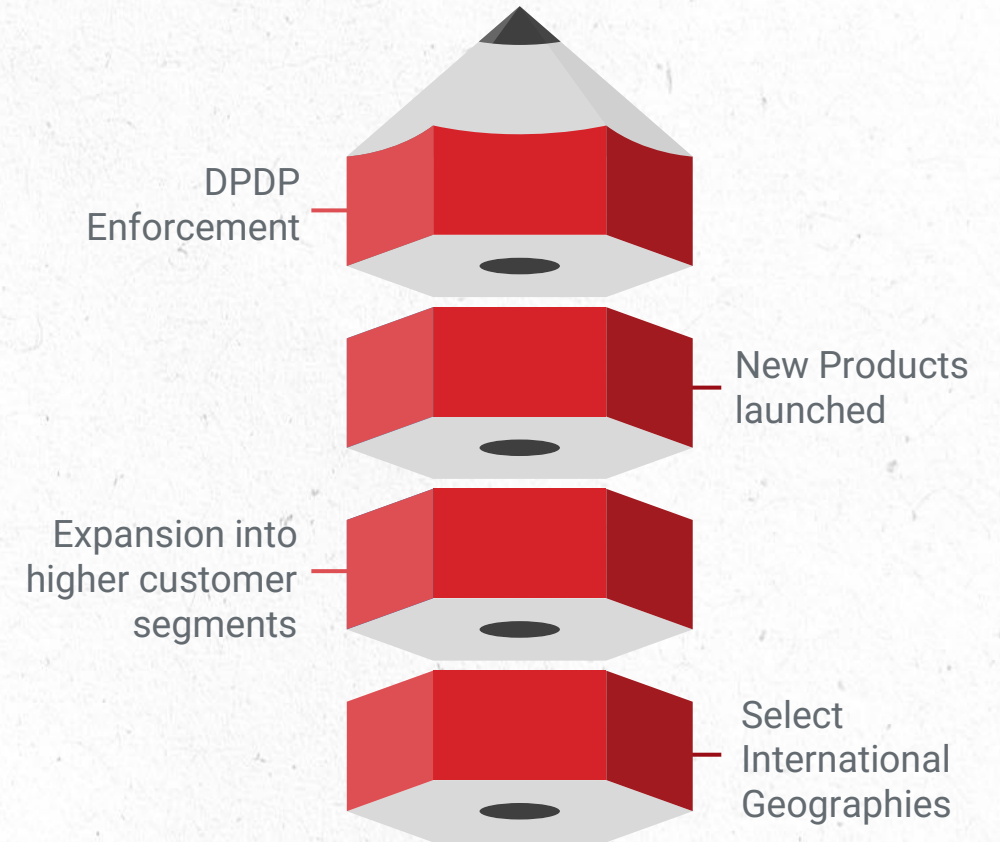 DPDP
Enforcement
New Products
launched
Expansion into
higher customer
segments
Select
International
Geographies